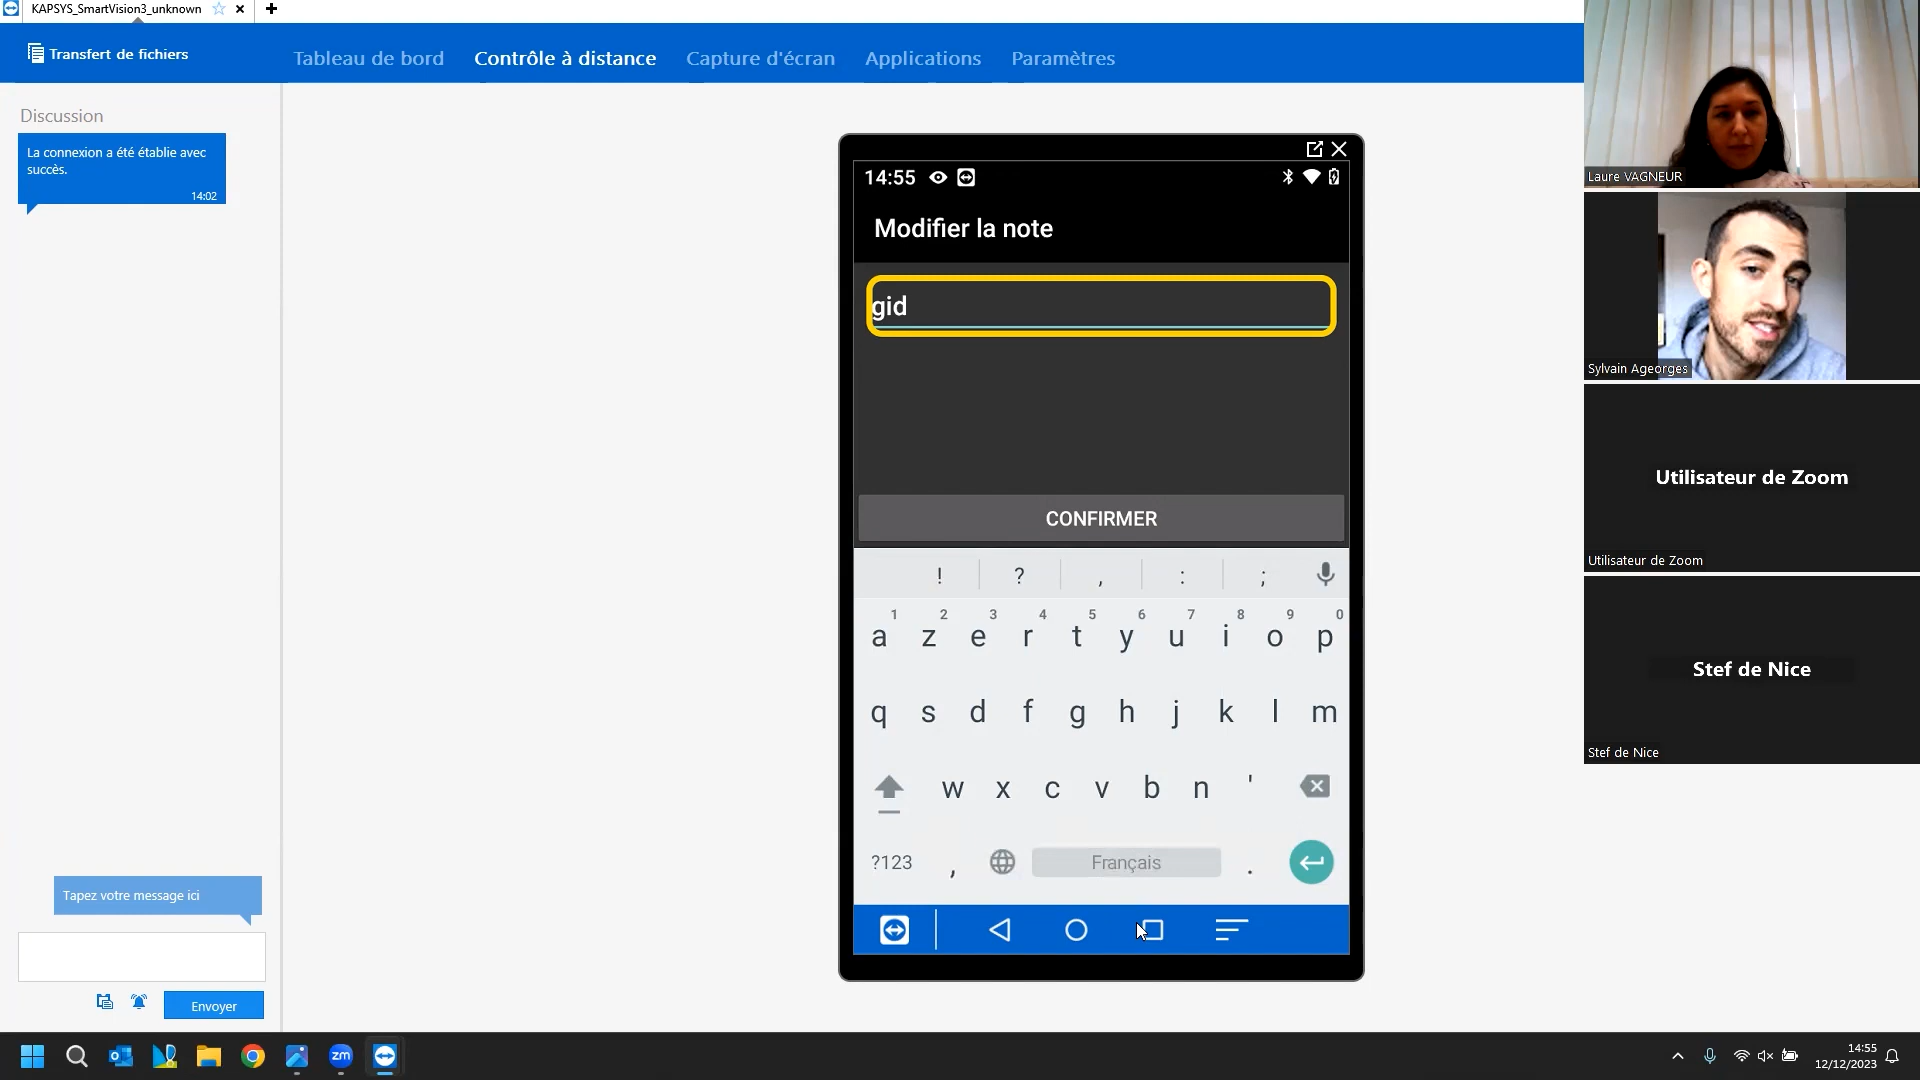 KAPSYS_SmartVision3_unknown
Transfert de fichiers
Tableau de bord
Contrôle à distance
Capture d'écran
Applications
Paramètres
Discussion
La connexion a été établie avec
succès.
14:02
Tapez votre message ici
Envoyer
14:55
Modifier la note
gid
CONFIRMER
! ? , : ;
1 2 3 4 5 6 7 8 9 0
a z e r t y u i o p
q s d f g h j k l m
w x c v b n '
?123 , Français .
Laure VAGNEUR
Sylvain Ageorges
Utilisateur de Zoom
Utilisateur de Zoom
Stef de Nice
Stef de Nice
zm
14:55
12/12/2023